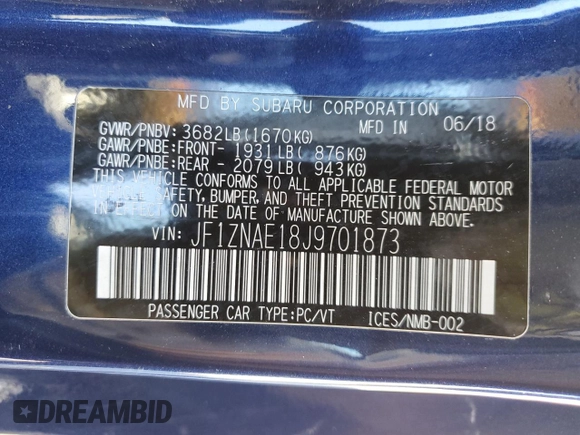 MFD BY SUBARU CORPORATION
GVWR/PNBV: 3682LB(1670KG) MFD IN 06/18
GAWR/PNBE:FRONT- 1931LB( 876KG)
GAWR/PNBE:REAR - 2079LB( 943KG)
THIS VEHICLE CONFORMS TO ALL APPLICABLE FEDERAL MOTOR
VEHICLE SAFETY, BUMPER, AND THEFT PREVENTION STANDARDS
IN EFFECT ON THE DATE OF MANUFACTURE SHOWN ABOVE.
VIN: JF1ZNAE18J9701873
PASSENGER CAR TYPE:PC/VT ICES/NMB-002
DREAMBID